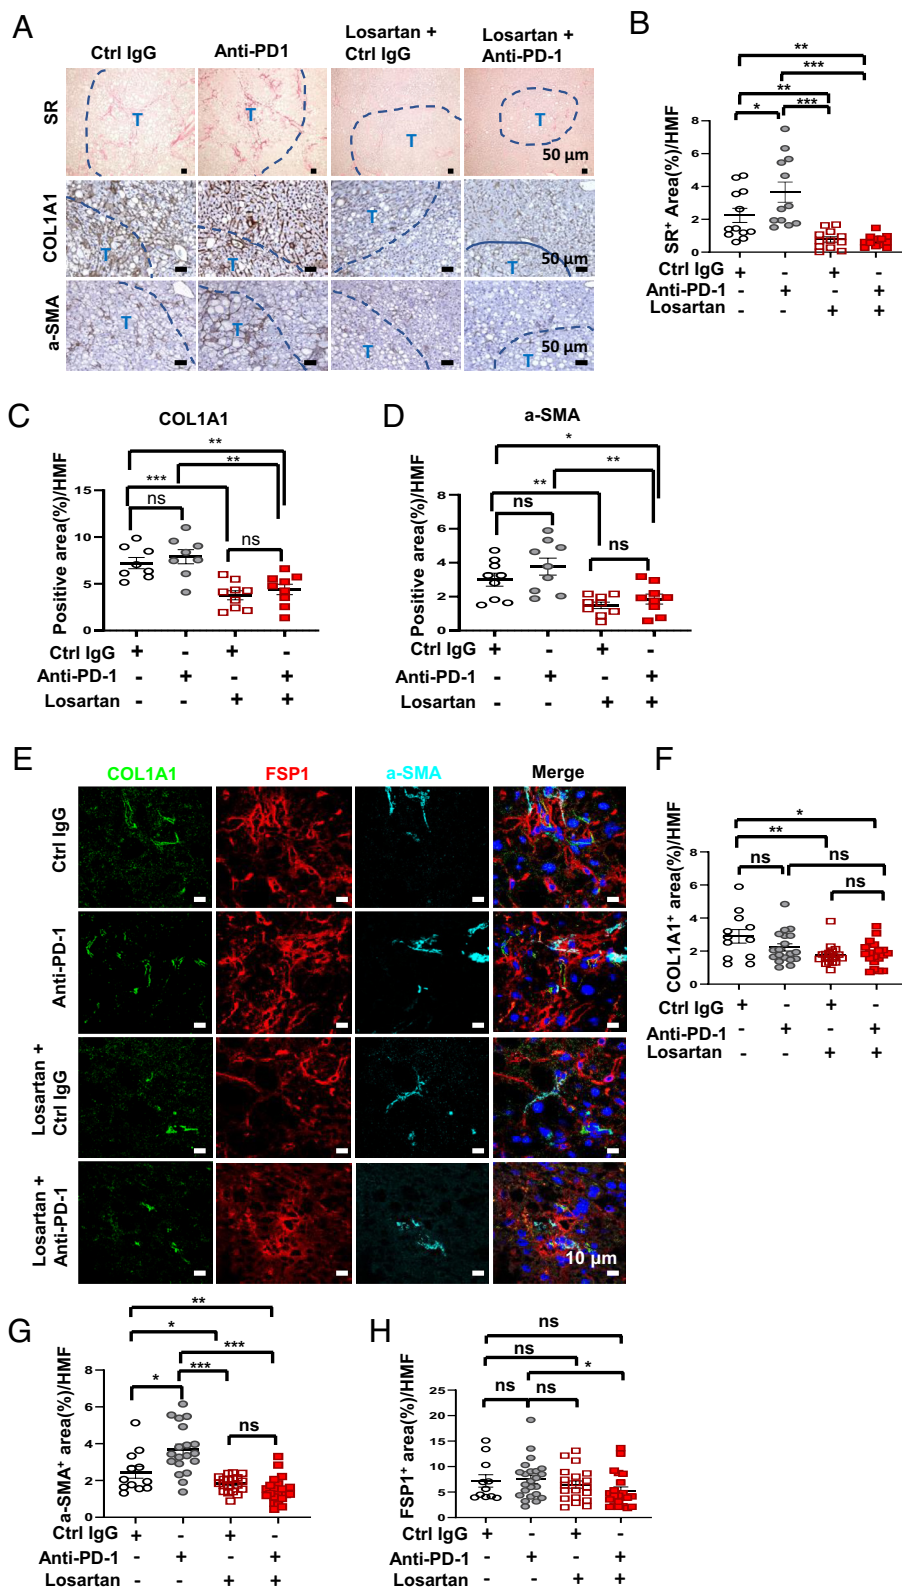 A
Ctrl IgG
Anti-PD1
Losartan +
Ctrl IgG
Losartan +
Anti-PD-1
SR
T
T
T
T
50 µm
COL1A1
T
T
T
T
50 µm
a-SMA
T
T
T
T
50 µm
B
**
***
**
*
***
SR⁺ Area(%)/HMF
8
6
4
2
0
Ctrl IgG + - + -
Anti-PD-1 - + - +
Losartan - - + +
C
COL1A1
**
**
***
ns
ns
Positive area(%)/HMF
15
10
5
0
Ctrl IgG + - + -
Anti-PD-1 - + - +
Losartan - - + +
D
a-SMA
*
**
**
ns
ns
Positive area(%)/HMF
8
6
4
2
0
Ctrl IgG + - + -
Anti-PD-1 - + - +
Losartan - - + +
E
COL1A1
FSP1
a-SMA
Merge
Ctrl IgG
Anti-PD-1
Losartan +
Ctrl IgG
Losartan +
Anti-PD-1
10 µm
F
*
**
ns
ns
ns
COL1A1⁺ area(%)/HMF
8
6
4
2
0
Ctrl IgG + - + -
Anti-PD-1 - + - +
Losartan - - + +
G
**
*
***
***
*
ns
a-SMA⁺ area(%)/HMF
8
6
4
2
0
Ctrl IgG + - + -
Anti-PD-1 - + - +
Losartan - - + +
H
ns
ns
*
ns
ns
FSP1⁺ area(%)/HMF
25
20
15
10
5
0
Ctrl IgG + - + -
Anti-PD-1 - + - +
Losartan - - + +